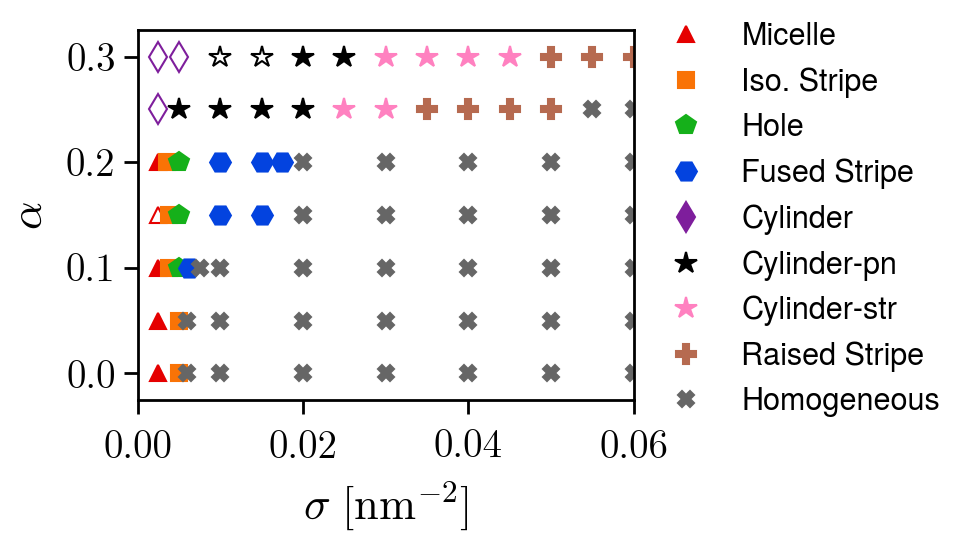 0.3
0.2
0.1
0.0
α
0.00 0.02 0.04 0.06
σ [nm⁻²]
Micelle
Iso. Stripe
Hole
Fused Stripe
Cylinder
Cylinder-pn
Cylinder-str
Raised Stripe
Homogeneous